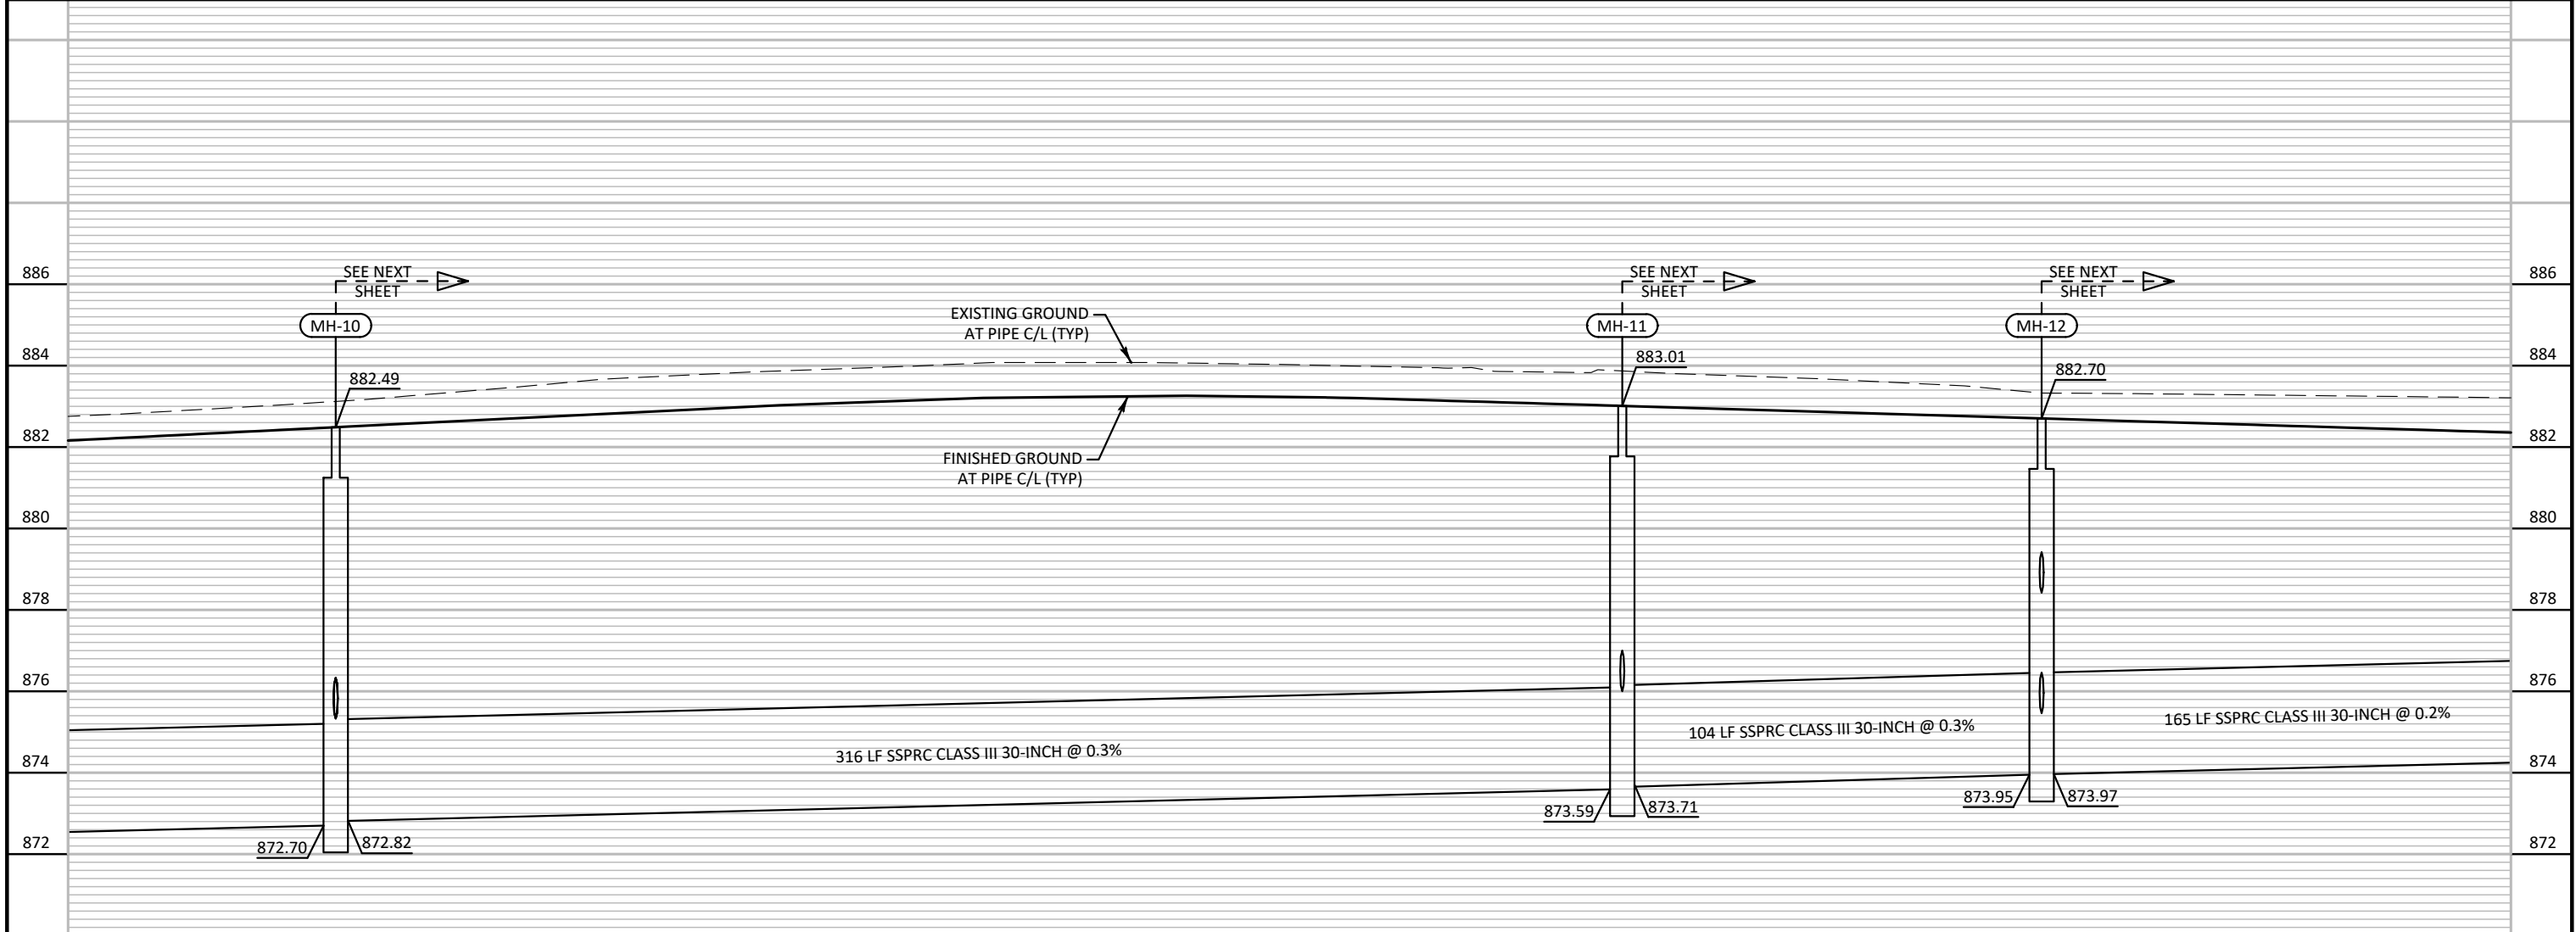 886
SEE NEXT
SHEET
SEE NEXT
SHEET
SEE NEXT
SHEET
886
MH-10
EXISTING GROUND
AT PIPE C/L (TYP)
MH-11
MH-12
884
882.49
883.01
882.70
884
882
FINISHED GROUND
AT PIPE C/L (TYP)
882
880
880
878
878
876
876
316 LF SSPRC CLASS III 30-INCH @ 0.3%
104 LF SSPRC CLASS III 30-INCH @ 0.3%
165 LF SSPRC CLASS III 30-INCH @ 0.2%
874
874
872.70
872.82
873.59
873.71
873.95
873.97
872
872